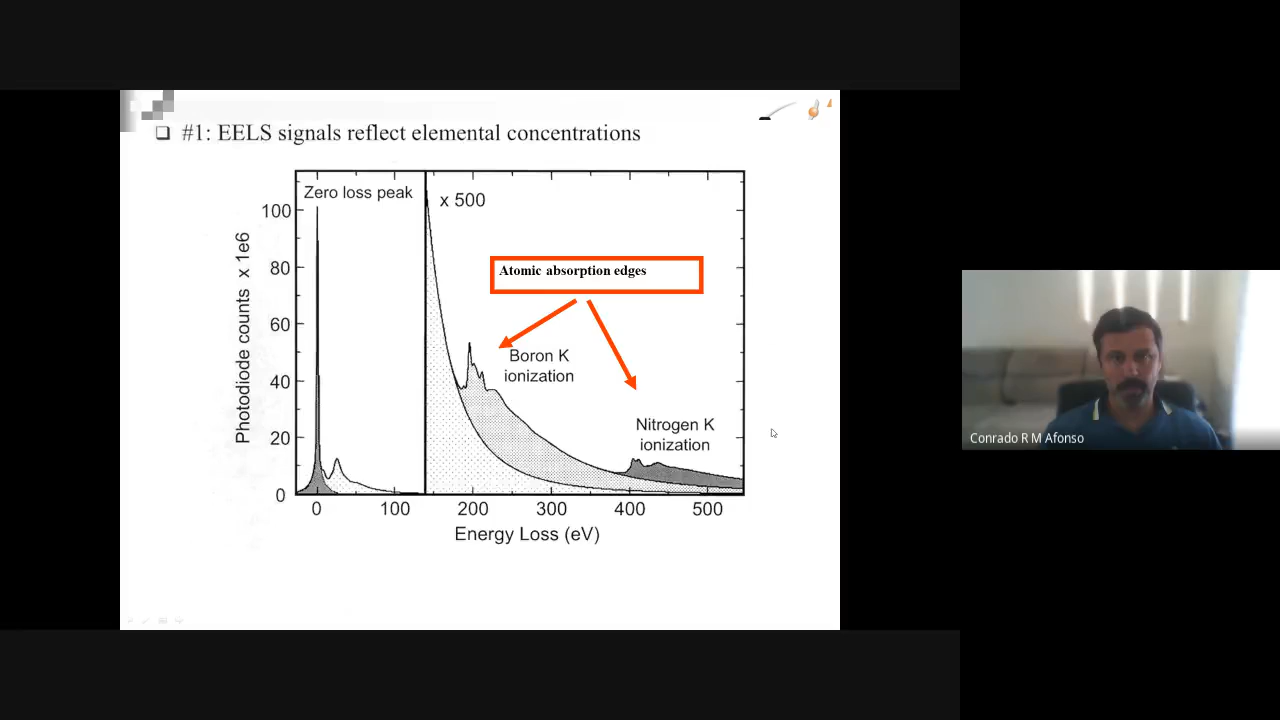 #1: EELS signals reflect elemental concentrations
Zero loss peak
x 500
Atomic absorption edges
Boron K
ionization
Nitrogen K
ionization
Photodiode counts x 1e6
100
80
60
40
20
0
0 100 200 300 400 500
Energy Loss (eV)
Conrado R M Afonso